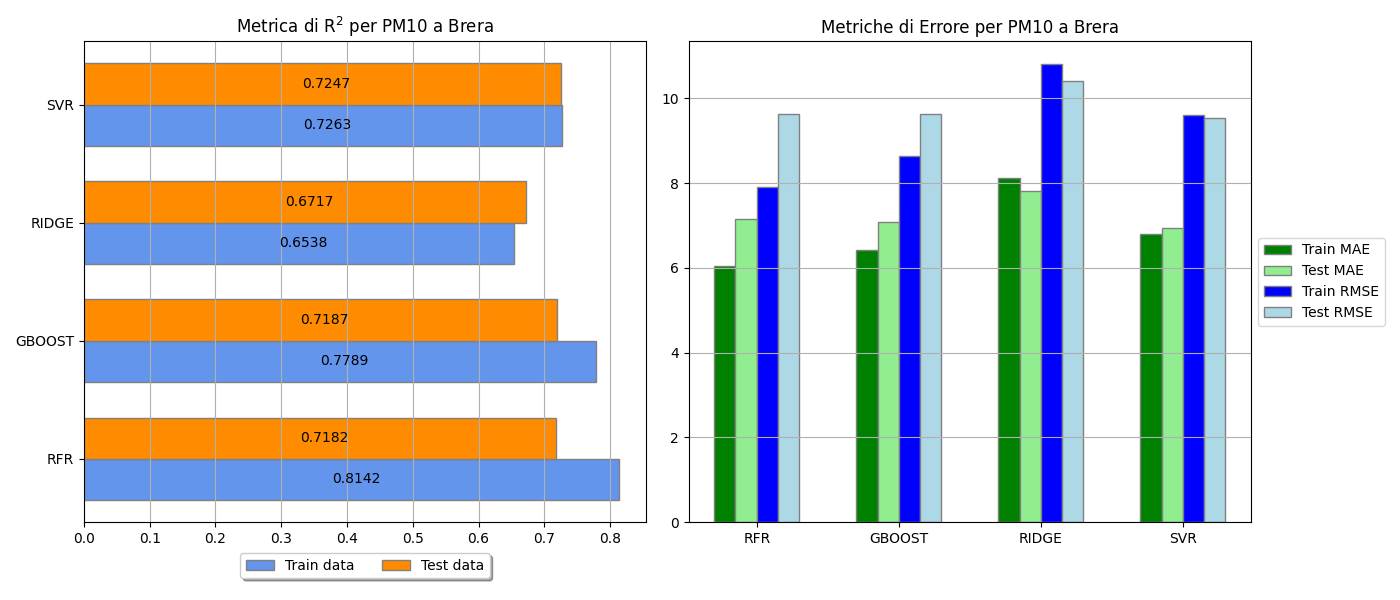 Metrica di R² per PM10 a Brera
SVR
0.7247
0.7263
RIDGE
0.6717
0.6538
GBOOST
0.7187
0.7789
RFR
0.7182
0.8142
0.0 0.1 0.2 0.3 0.4 0.5 0.6 0.7 0.8
Train data Test data
Metriche di Errore per PM10 a Brera
10
8
6
4
2
0
RFR GBOOST RIDGE SVR
Train MAE
Test MAE
Train RMSE
Test RMSE